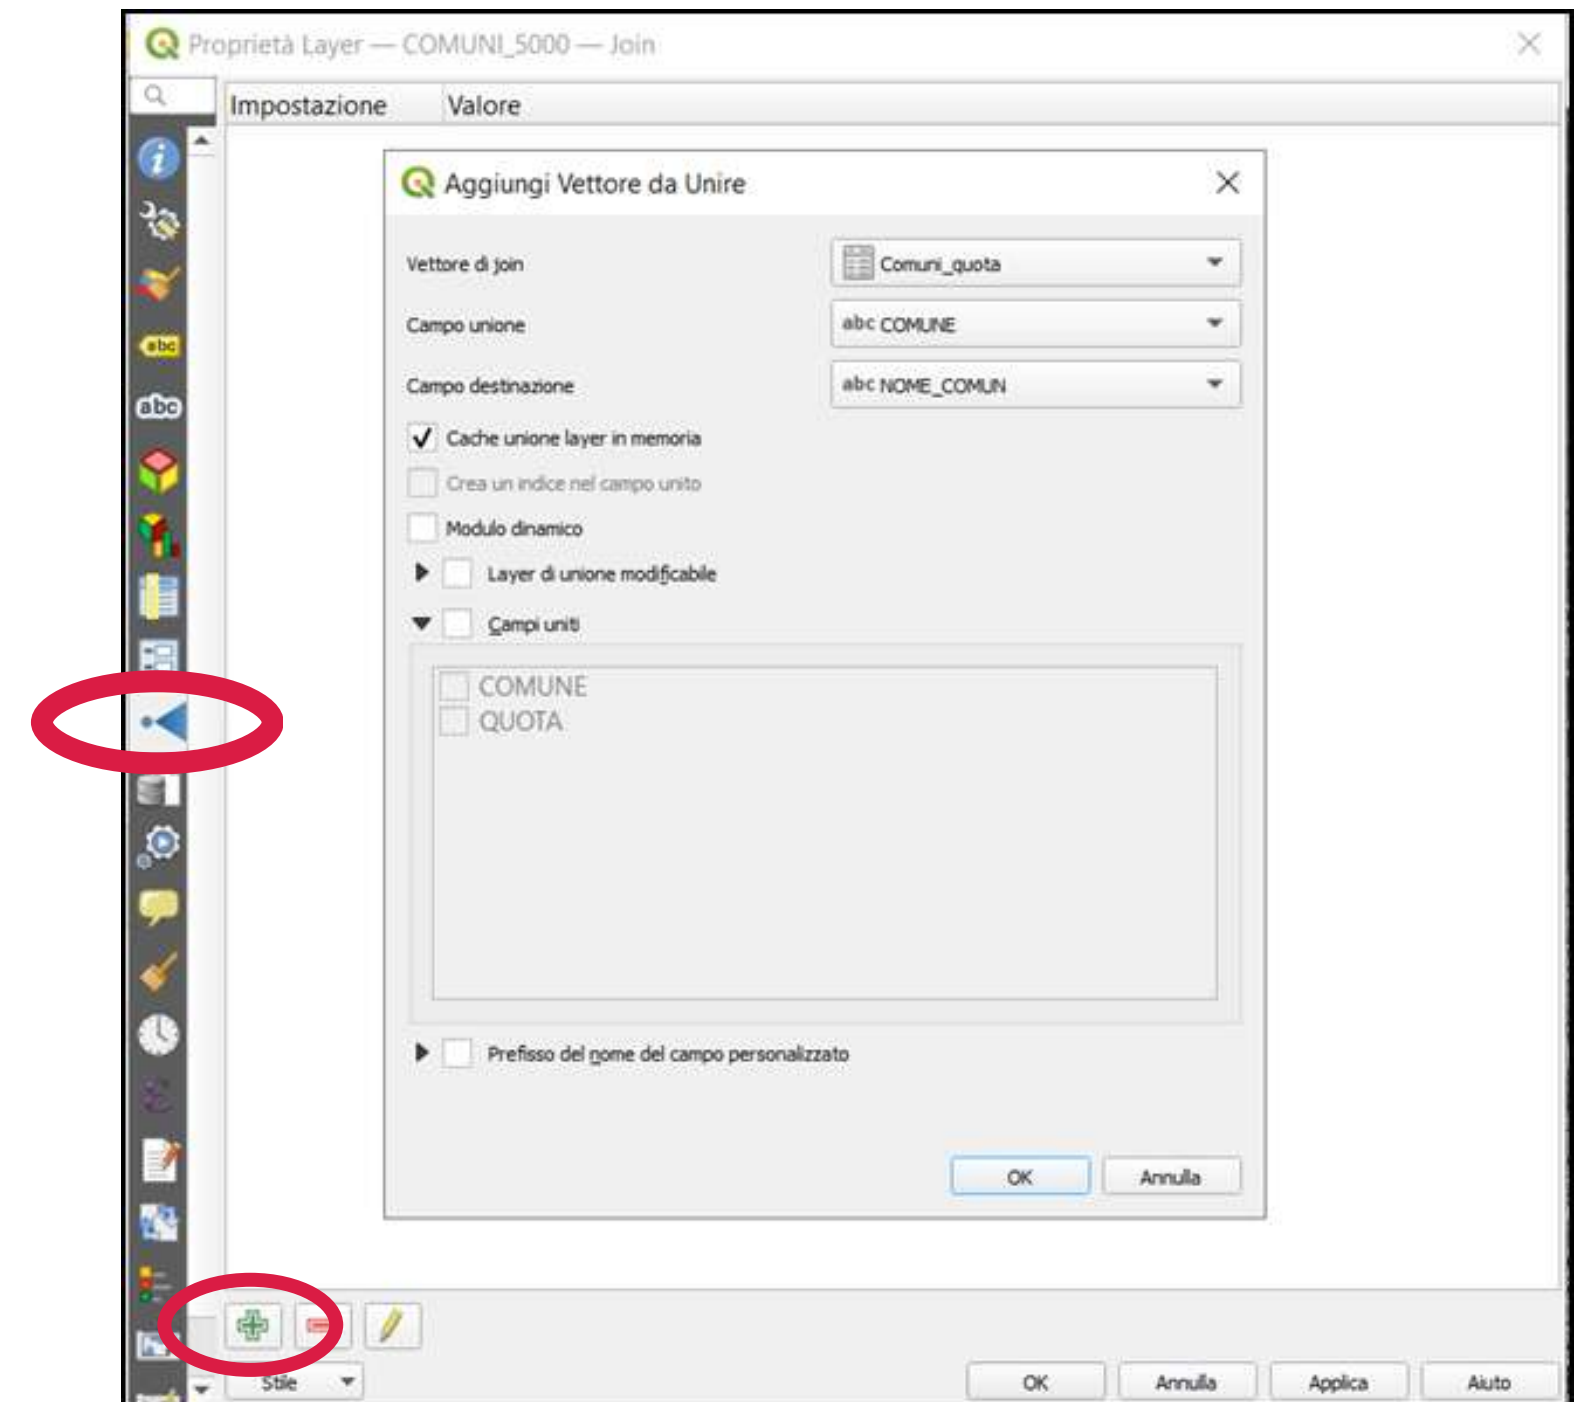 Proprietà Layer — COMUNI_5000 — Join
Impostazione Valore
Aggiungi Vettore da Unire
Vettore di join Comuni_quota
Campo unione abc COMUNE
Campo destinazione abc NOME_COMUN
Cache unione layer in memoria
Crea un indice nel campo unito
Modulo dinamico
Layer di unione modificabile
Campi uniti
COMUNE
QUOTA
Prefisso del nome del campo personalizzato
OK Annulla
abc
abc
Stile OK Annulla Applica Aiuto